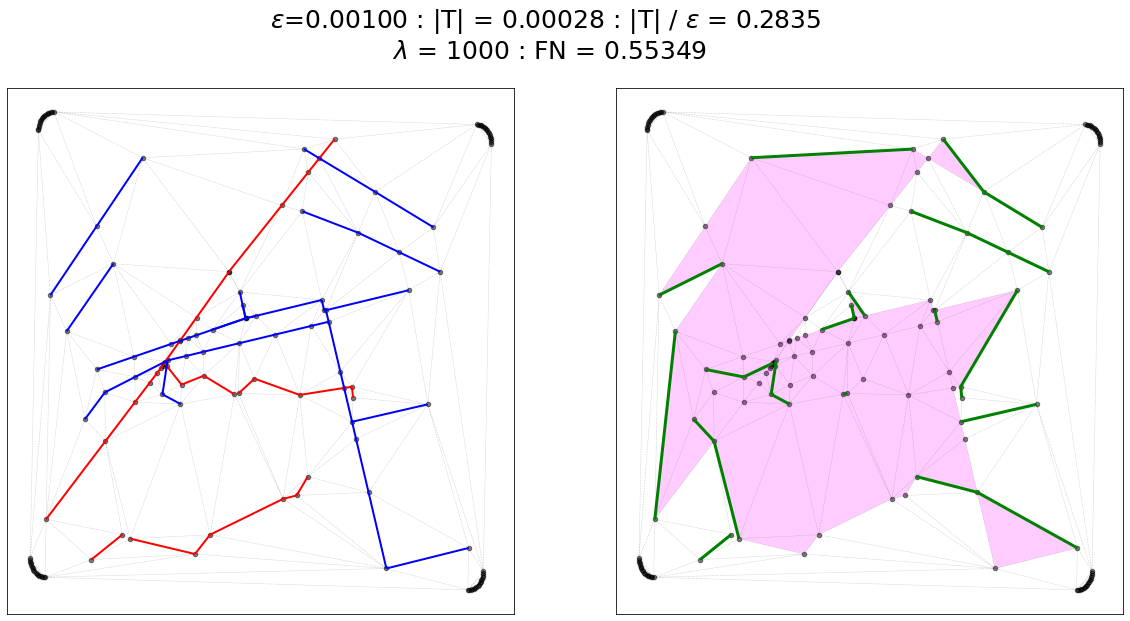 ε=0.00100 : |T| = 0.00028 : |T| / ε = 0.2835
λ = 1000 : FN = 0.55349